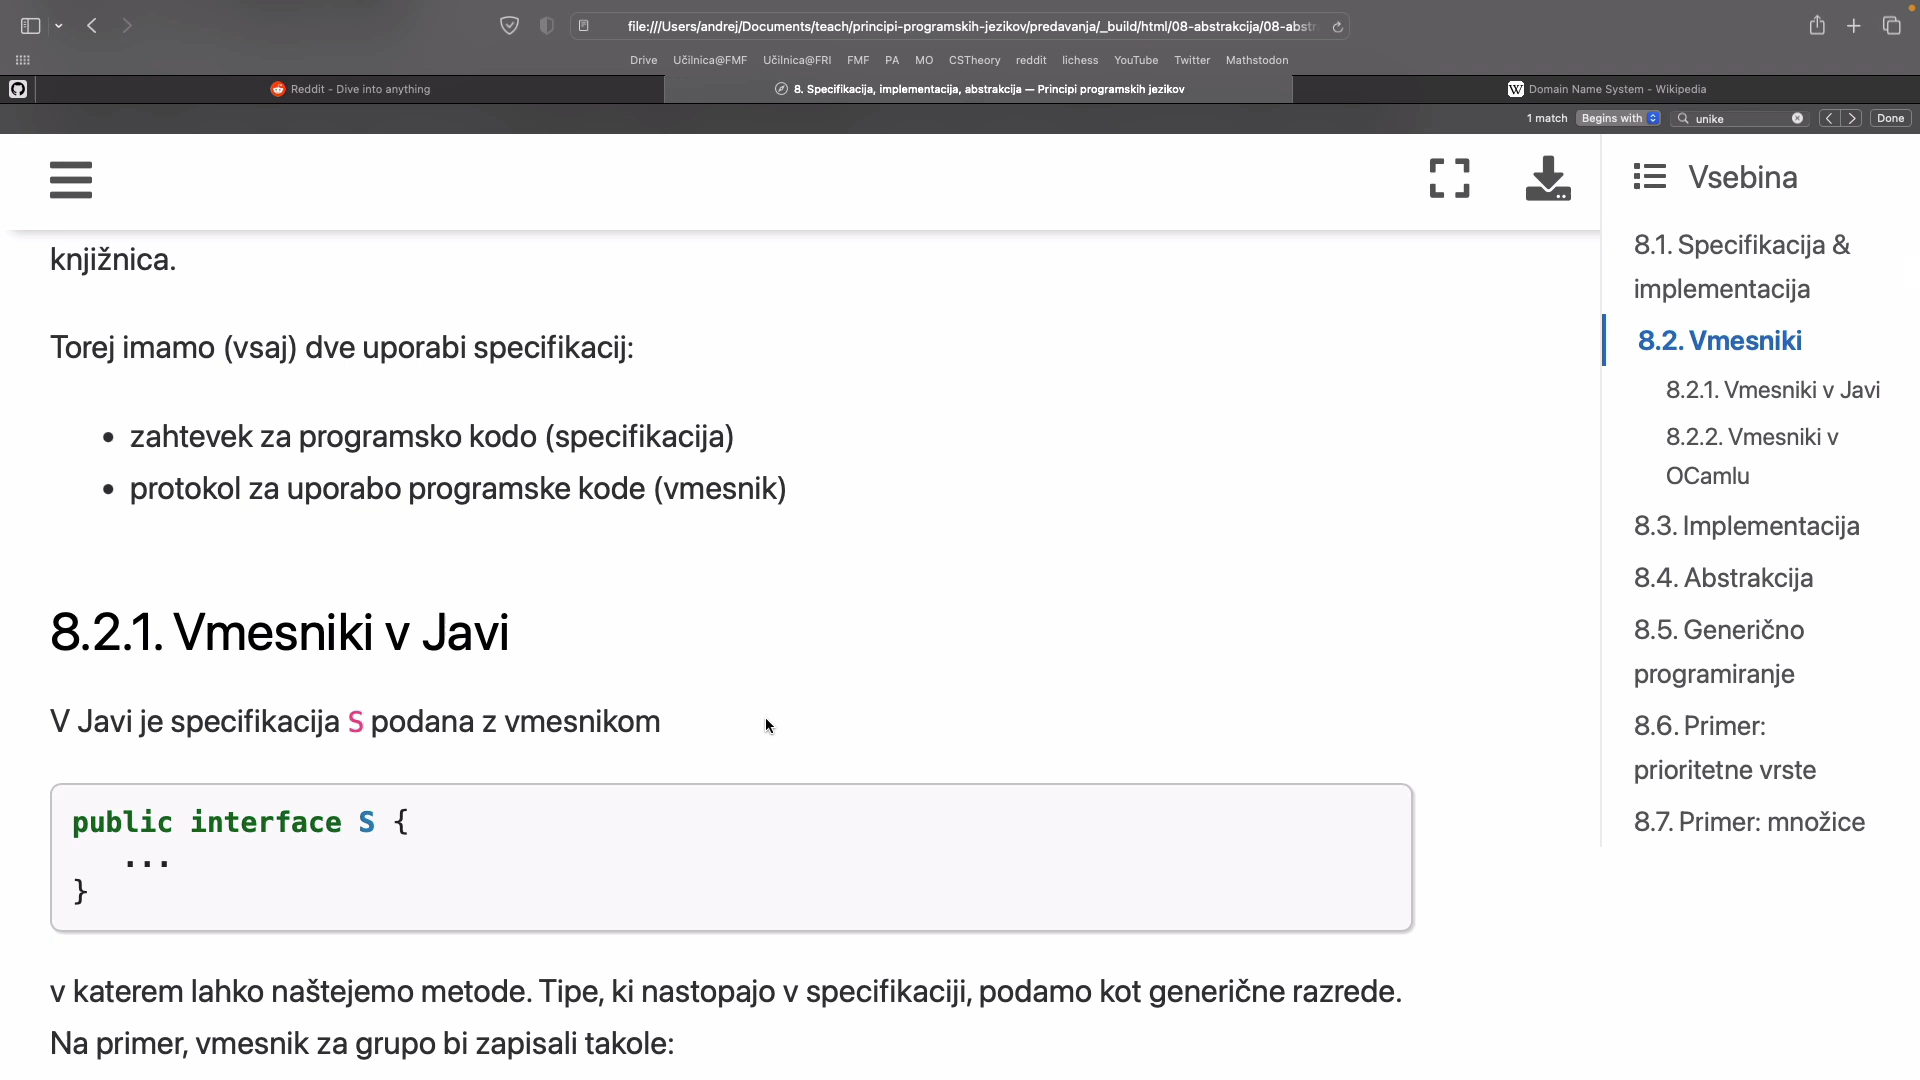 file:///Users/andrej/Documents/teach/principi-programskih-jezikov/predavanja/_build/html/08-abstrakcija/08-abstr
Drive Učilnica@FMF Učilnica@FRI FMF PA MO CSTheory reddit lichess YouTube Twitter Mathstodon
Reddit - Dive into anything
8. Specifikacija, implementacija, abstrakcija — Principi programskih jezikov
W Domain Name System - Wikipedia
1 match Begins with unike Done
knjižnica.
Torej imamo (vsaj) dve uporabi specifikacij:
• zahtevek za programsko kodo (specifikacija)
• protokol za uporabo programske kode (vmesnik)
8.2.1. Vmesniki v Javi
V Javi je specifikacija S podana z vmesnikom
public interface S {
...
}
v katerem lahko naštejemo metode. Tipe, ki nastopajo v specifikaciji, podamo kot generične razrede.
Na primer, vmesnik za grupo bi zapisali takole:
Vsebina
8.1. Specifikacija &
implementacija
8.2. Vmesniki
8.2.1. Vmesniki v Javi
8.2.2. Vmesniki v
OCamlu
8.3. Implementacija
8.4. Abstrakcija
8.5. Generično
programiranje
8.6. Primer:
prioritetne vrste
8.7. Primer: množice